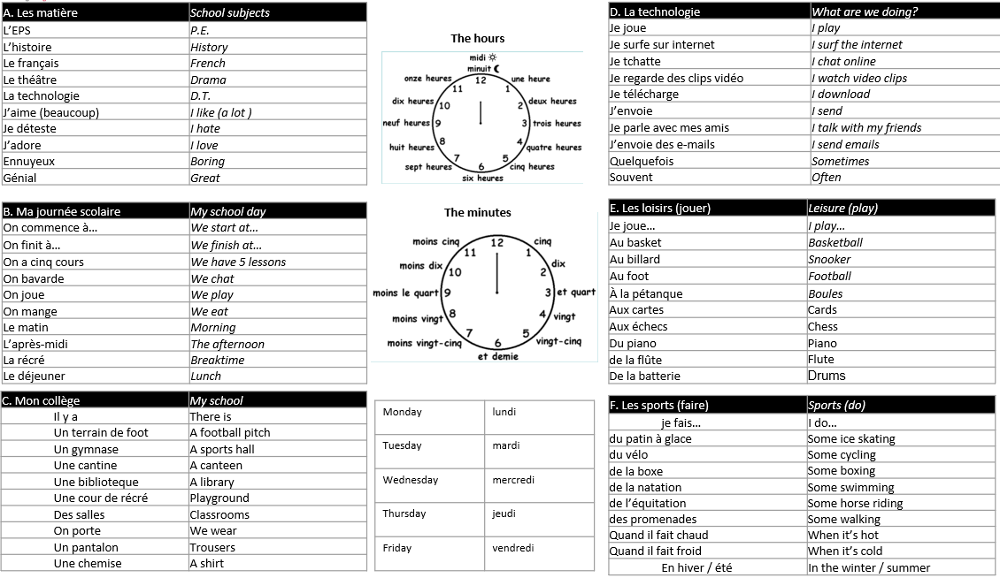 A. Les matière School subjects
L'EPS P.E.
L'histoire History
Le français French
Le théâtre Drama
La technologie D.T.
J'aime (beaucoup) I like (a lot )
Je déteste I hate
J'adore I love
Ennuyeux Boring
Génial Great
B. Ma journée scolaire My school day
On commence à... We start at...
On finit à... We finish at...
On a cinq cours We have 5 lessons
On bavarde We chat
On joue We play
On mange We eat
Le matin Morning
L'après-midi The afternoon
La récré Breaktime
Le déjeuner Lunch
C. Mon collège My school
Il y a There is
Un terrain de foot A football pitch
Un gymnase A sports hall
Une cantine A canteen
Une biblioteque A library
Une cour de récré Playground
Des salles Classrooms
On porte We wear
Un pantalon Trousers
Une chemise A shirt
The hours
midi
minuit
onze heures 11 12 1 une heure
dix heures 10 2 deux heures
neuf heures 9 3 trois heures
huit heures 8 4 quatre heures
sept heures 7 5 cinq heures
6
six heures
The minutes
moins cinq 11 12 1 cinq
moins dix 10 2 dix
moins le quart 9 3 et quart
moins vingt 8 4 vingt
moins vingt-cinq 7 5 vingt-cinq
6
et demie
Monday lundi
Tuesday mardi
Wednesday mercredi
Thursday jeudi
Friday vendredi
D. La technologie What are we doing?
Je joue I play
Je surfe sur internet I surf the internet
Je tchatte I chat online
Je regarde des clips vidéo I watch video clips
Je télécharge I download
J'envoie I send
Je parle avec mes amis I talk with my friends
J'envoie des e-mails I send emails
Quelquefois Sometimes
Souvent Often
E. Les loisirs (jouer) Leisure (play)
Je joue... I play...
Au basket Basketball
Au billard Snooker
Au foot Football
À la pétanque Boules
Aux cartes Cards
Aux échecs Chess
Du piano Piano
de la flûte Flute
De la batterie Drums
F. Les sports (faire) Sports (do)
je fais... I do...
du patin à glace Some ice skating
du vélo Some cycling
de la boxe Some boxing
de la natation Some swimming
de l'équitation Some horse riding
des promenades Some walking
Quand il fait chaud When it's hot
Quand il fait froid When it's cold
En hiver / été In the winter / summer